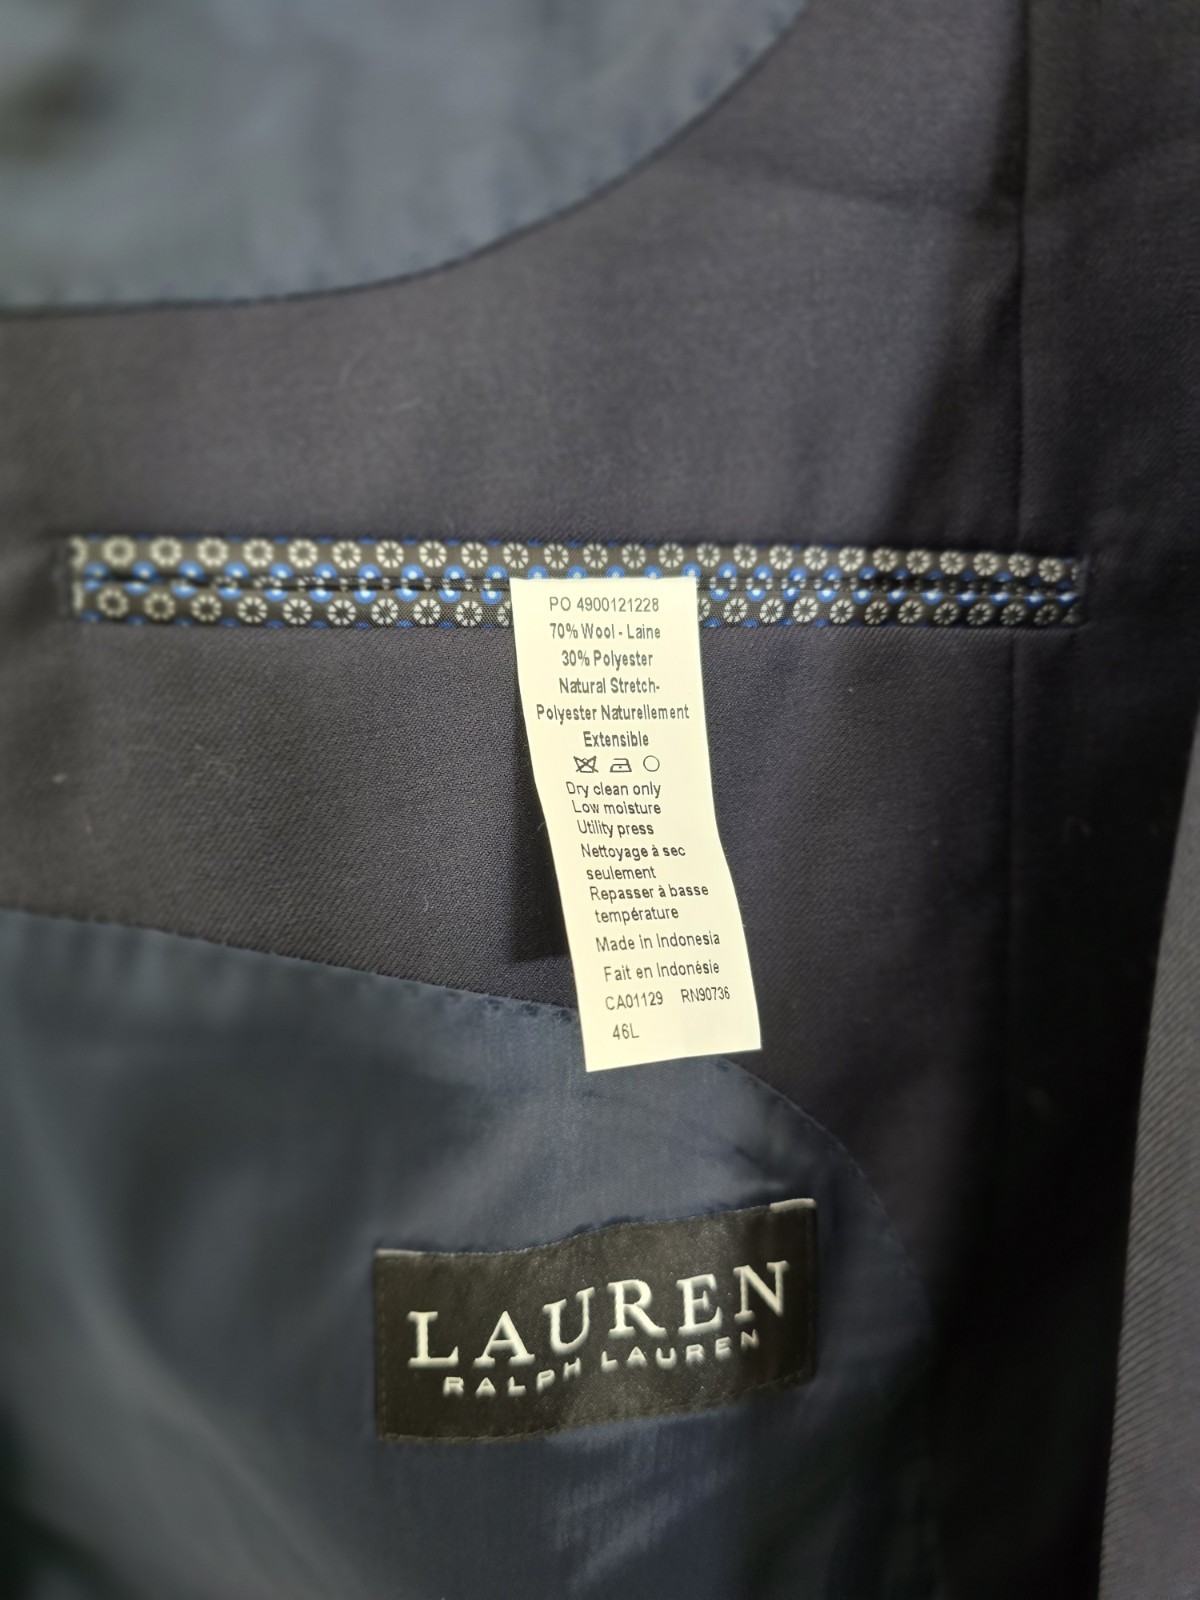 PO 4900121228
70% Wool - Laine
30% Polyester
Natural Stretch-
Polyester Naturellement
Extensible
Dry clean only
Low moisture
Utility press
Nettoyage à sec
seulement
Repasser à basse
température
Made in Indonesia
Fait en Indonésie
CA01129 RN90736
46L
LAUREN
RALPH LAUREN